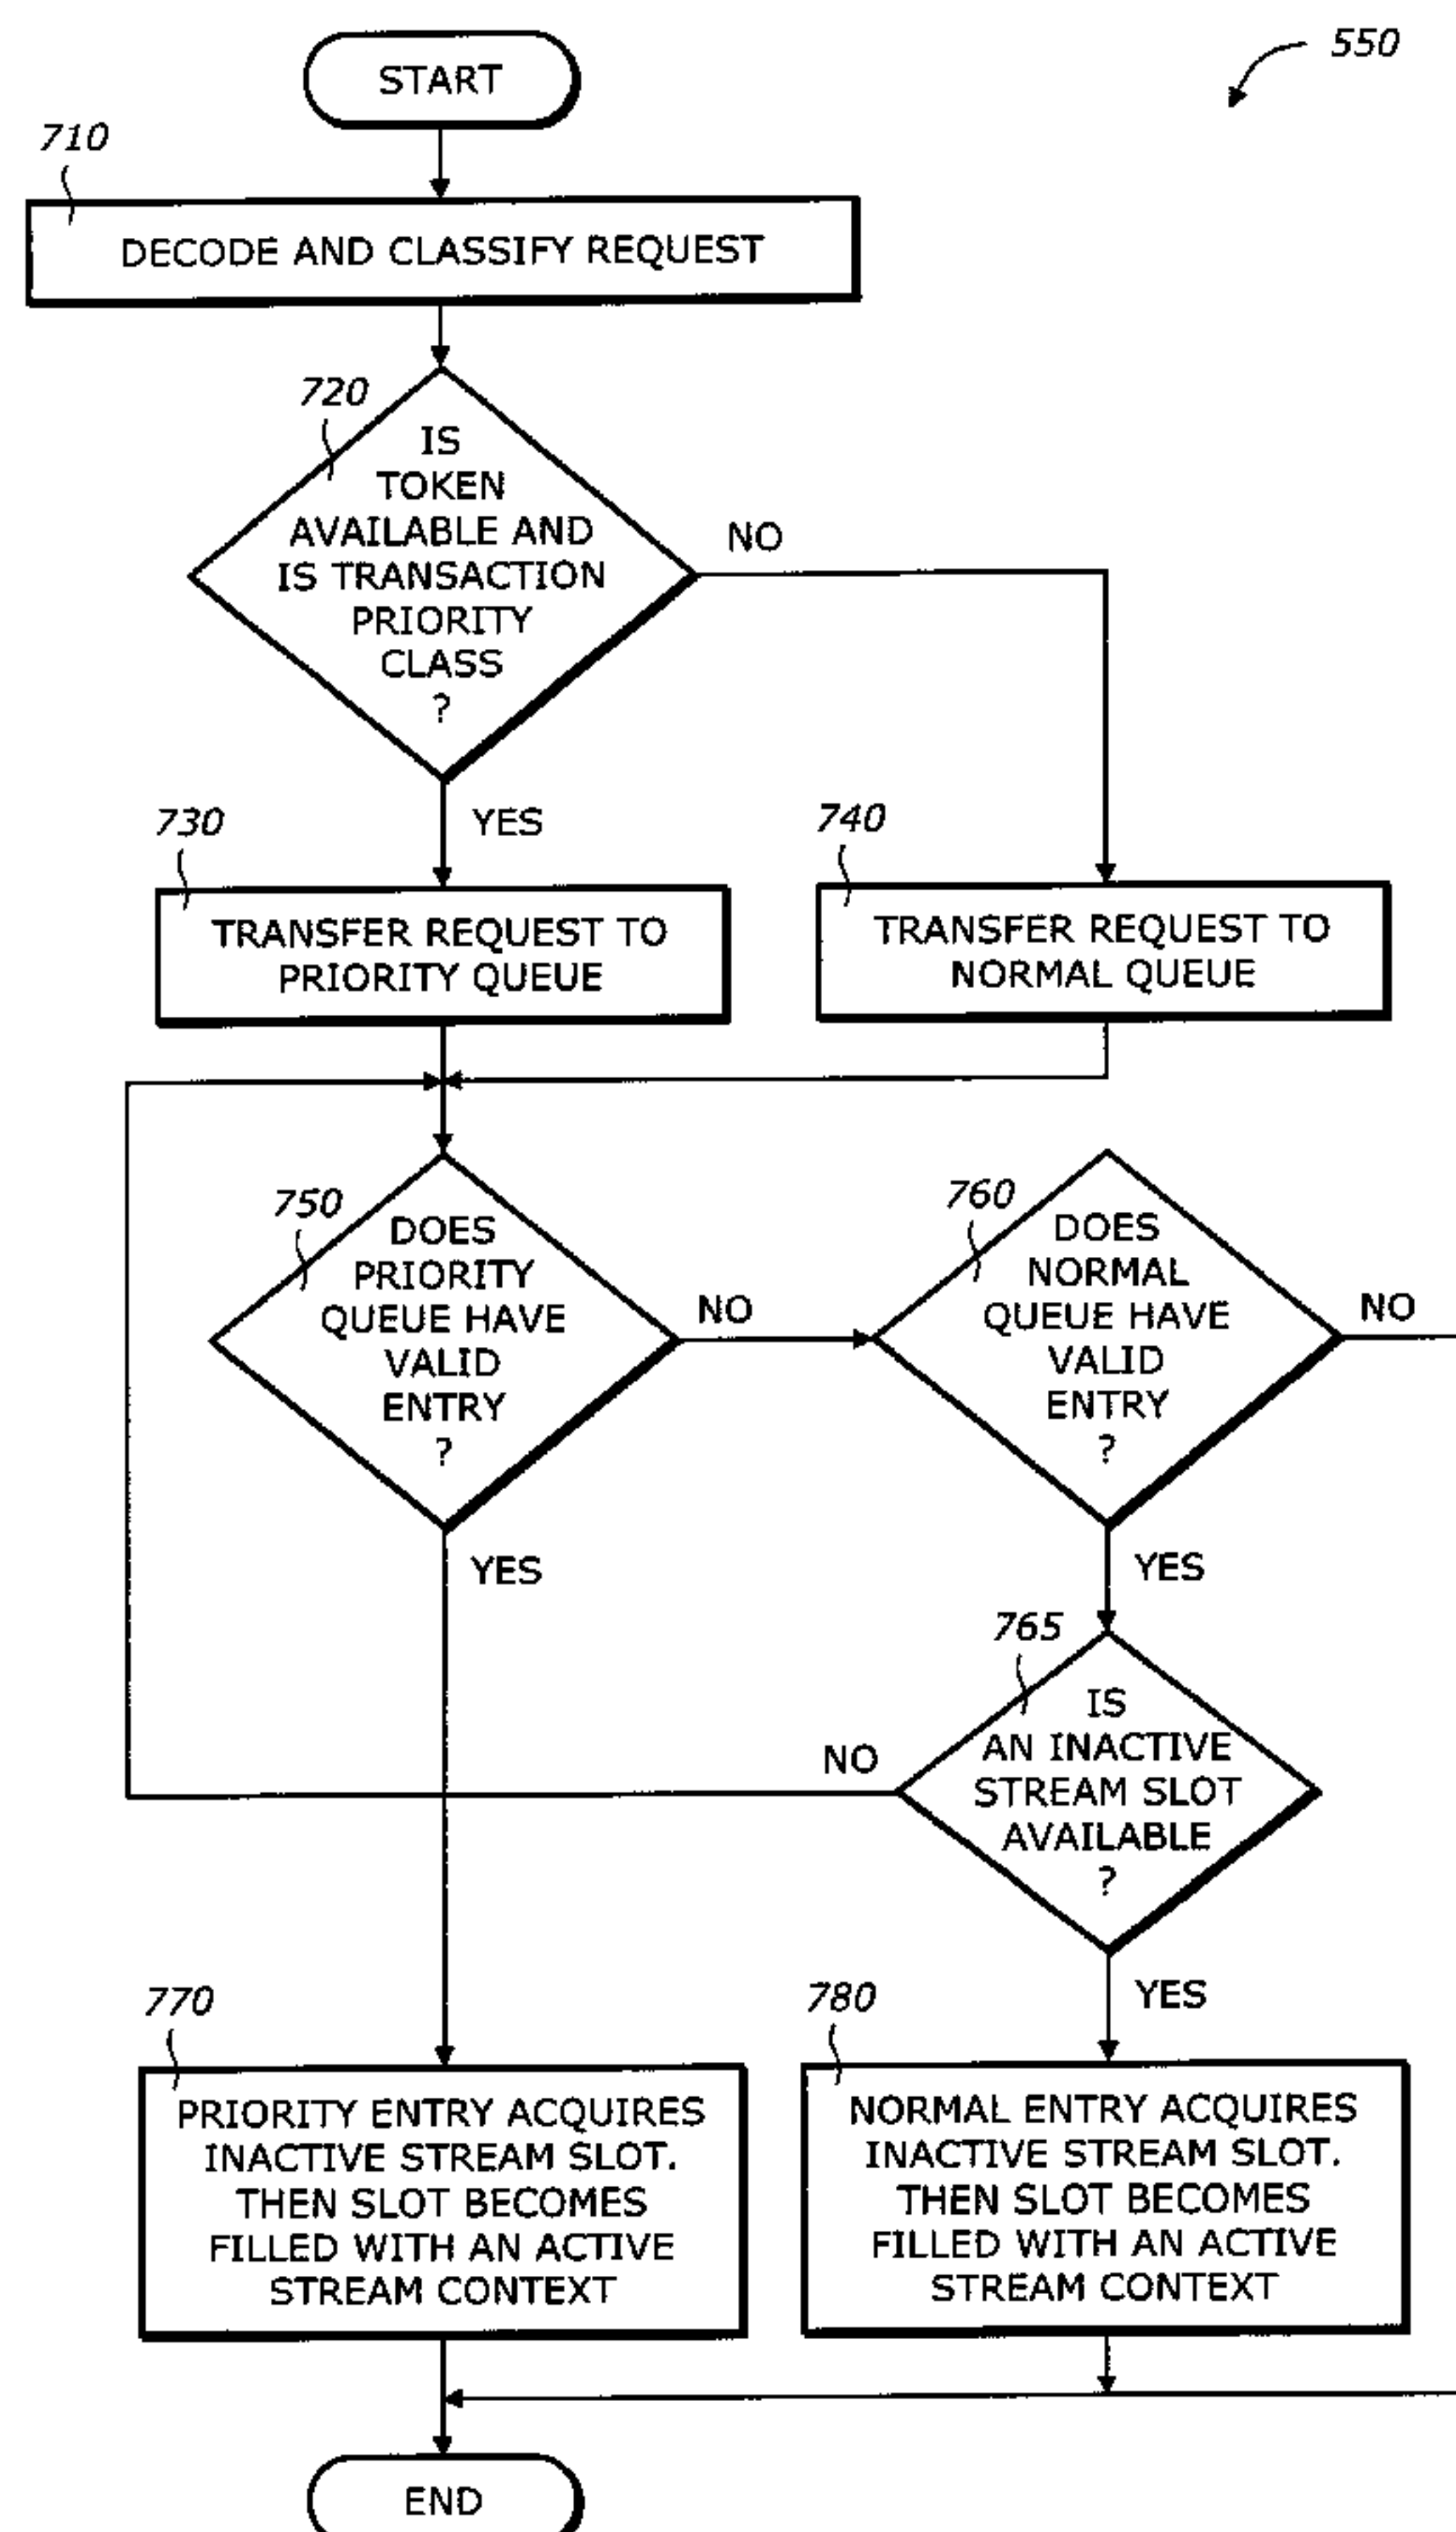 START
550
710
DECODE AND CLASSIFY REQUEST
720
IS
TOKEN
AVAILABLE AND
IS TRANSACTION
PRIORITY
CLASS
?
NO
YES
730
TRANSFER REQUEST TO
PRIORITY QUEUE
740
TRANSFER REQUEST TO
NORMAL QUEUE
750
DOES
PRIORITY
QUEUE HAVE
VALID
ENTRY
?
NO
YES
760
DOES
NORMAL
QUEUE HAVE
VALID
ENTRY
?
NO
YES
765
IS
AN INACTIVE
STREAM SLOT
AVAILABLE
?
NO
YES
770
PRIORITY ENTRY ACQUIRES
INACTIVE STREAM SLOT.
THEN SLOT BECOMES
FILLED WITH AN ACTIVE
STREAM CONTEXT
780
NORMAL ENTRY ACQUIRES
INACTIVE STREAM SLOT.
THEN SLOT BECOMES
FILLED WITH AN ACTIVE
STREAM CONTEXT
END